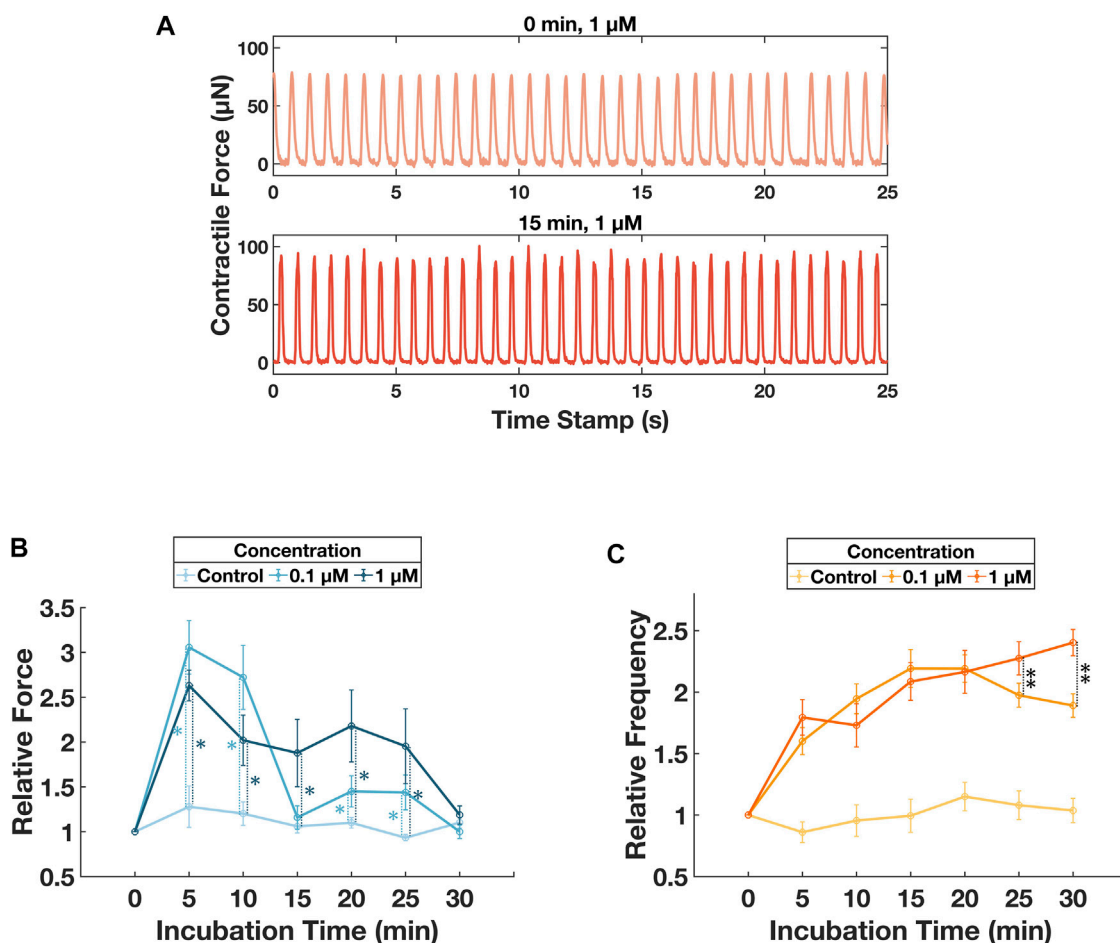 A
0 min, 1 µM
Contractile Force (µN)
100
50
0
0 5 10 15 20 25
15 min, 1 µM
100
50
0
0 5 10 15 20 25
Time Stamp (s)
B
Concentration
Control 0.1 µM 1 µM
Relative Force
3.5
3
2.5
2
1.5
1
0.5
* * * * * * * * *
0 5 10 15 20 25 30
Incubation Time (min)
C
Concentration
Control 0.1 µM 1 µM
Relative Frequency
2.5
2
1.5
1
0.5
** **
0 5 10 15 20 25 30
Incubation Time (min)